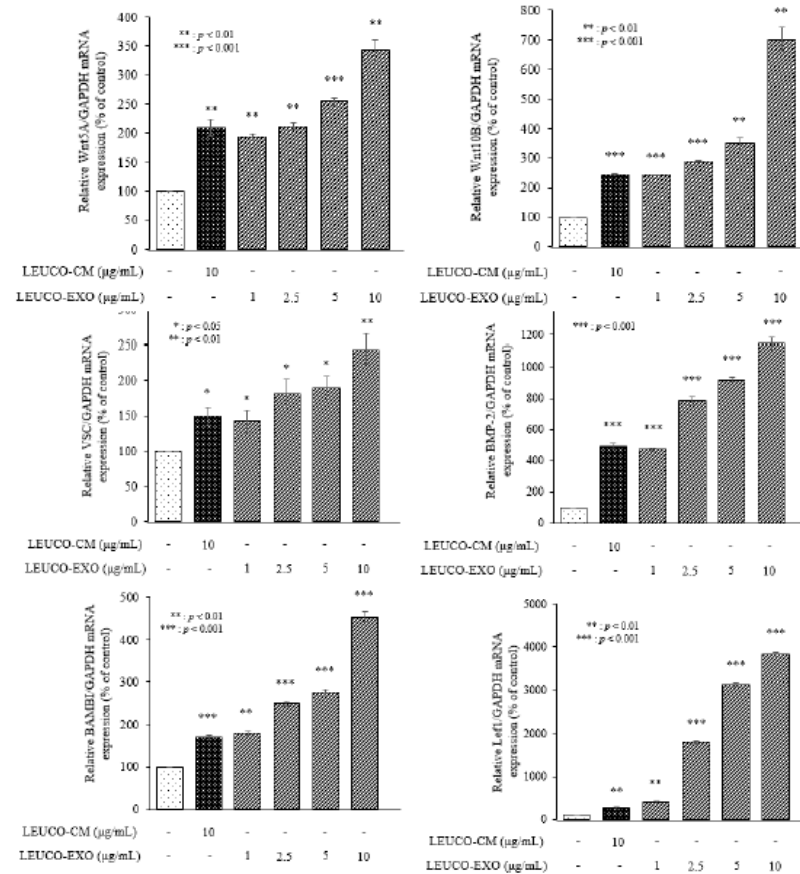 Relative Wnt5A/GAPDH mRNA
expression (% of control)
400
350
300
250
200
150
100
50
0
** : p < 0.01
*** : p < 0.001
**
**
**
***
**
LEUCO-CM (µg/mL) - 10 - - - -
LEUCO-EXO (µg/mL) - - 1 2.5 5 10
Relative Wnt10B/GAPDH mRNA
expression (% of control)
800
700
600
500
400
300
200
100
0
** : p < 0.01
*** : p < 0.001
***
***
***
**
**
LEUCO-CM (µg/mL) - 10 - - - -
LEUCO-EXO (µg/mL) - - 1 2.5 5 10
Relative VSC/GAPDH mRNA
expression (% of control)
300
250
200
150
100
50
0
* : p < 0.05
** : p < 0.01
*
*
*
*
**
LEUCO-CM (µg/mL) - 10 - - - -
LEUCO-EXO (µg/mL) - - 1 2.5 5 10
Relative BMP-2/GAPDH mRNA
expression (% of control)
1200
1000
800
600
400
200
0
*** : p < 0.001
***
***
***
***
***
LEUCO-CM (µg/mL) - 10 - - - -
LEUCO-EXO (µg/mL) - - 1 2.5 5 10
Relative BAMBI/GAPDH mRNA
expression (% of control)
500
400
300
200
100
0
** : p < 0.01
*** : p < 0.001
***
**
***
***
***
LEUCO-CM (µg/mL) - 10 - - - -
LEUCO-EXO (µg/mL) - - 1 2.5 5 10
Relative Lef1/GAPDH mRNA
expression (% of control)
5000
4000
3000
2000
1000
0
** : p < 0.01
*** : p < 0.001
**
**
***
***
***
LEUCO-CM (µg/mL) - 10 - - - -
LEUCO-EXO (µg/mL) - - 1 2.5 5 10